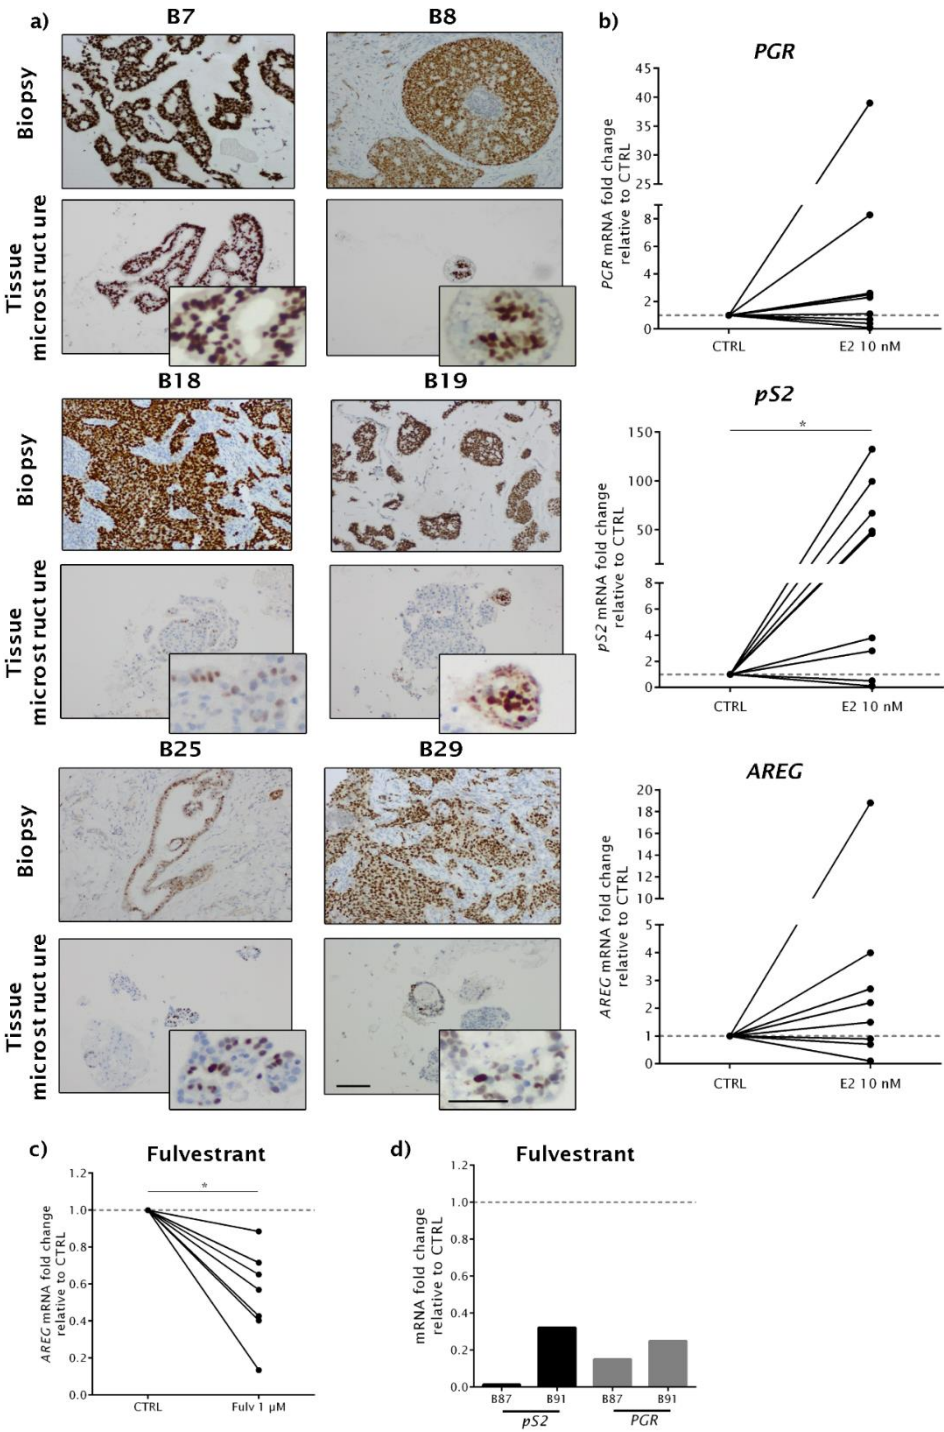 a)
B7
B8
Biopsy
Tissue
microstructure
B18
B19
Biopsy
Tissue
microstructure
B25
B29
Biopsy
Tissue
microstructure
b)
PGR
PGR mRNA fold change
relative to CTRL
45
40
35
30
25
8
6
4
2
0
CTRL
E2 10 nM
pS2
*
pS2 mRNA fold change
relative to CTRL
150
100
50
8
6
4
2
0
CTRL
E2 10 nM
AREG
AREG mRNA fold change
relative to CTRL
20
18
16
14
12
10
5
4
3
2
1
0
CTRL
E2 10 nM
c)
Fulvestrant
*
AREG mRNA fold change
relative to CTRL
1.2
1.0
0.8
0.6
0.4
0.2
0.0
CTRL
Fulv 1 µM
d)
Fulvestrant
mRNA fold change
relative to CTRL
1.2
1.0
0.8
0.6
0.4
0.2
0.0
B87
B91
B87
B91
pS2
PGR